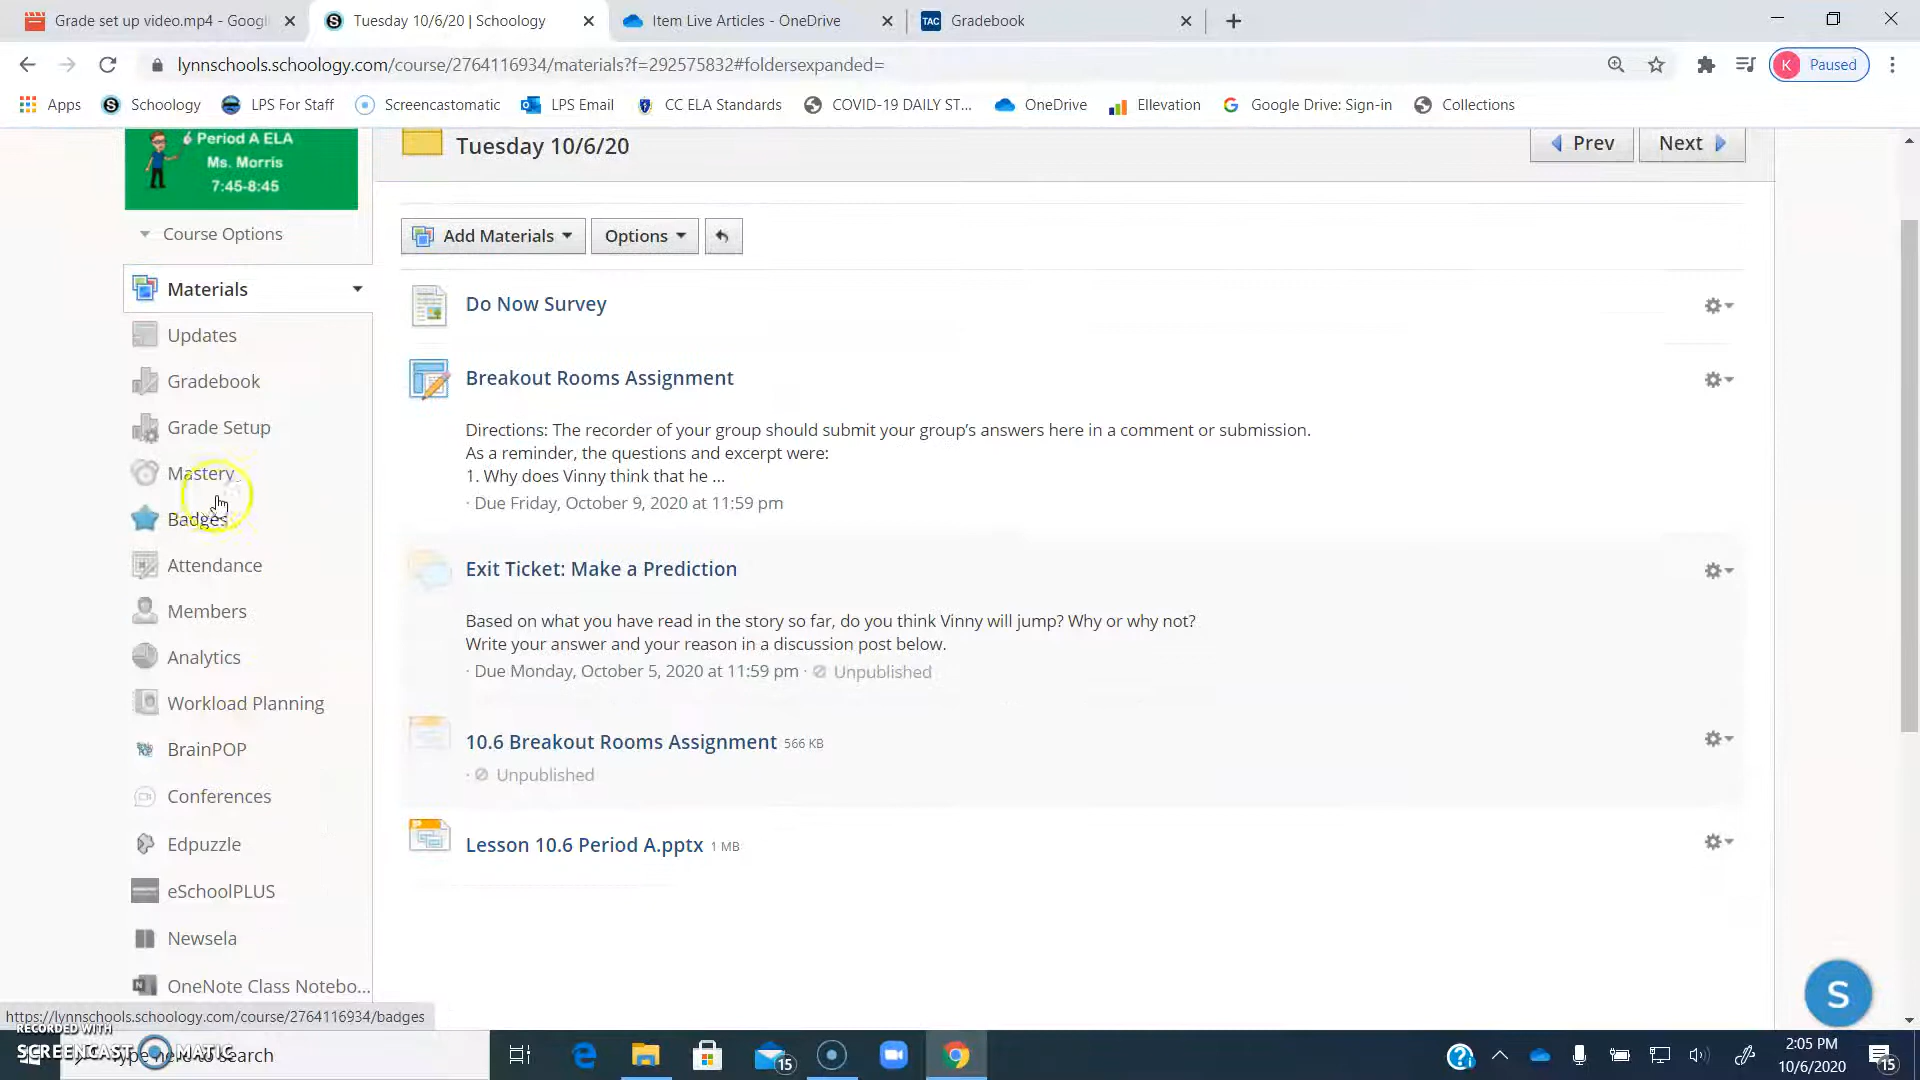 Grade set up video.mp4 - Googl
Tuesday 10/6/20 | Schoology
Item Live Articles - OneDrive
TAC Gradebook
lynnschools.schoology.com/course/2764116934/materials?f=292575832#foldersexpanded=
K Paused
Apps
Schoology
LPS For Staff
Screencastomatic
LPS Email
CC ELA Standards
COVID-19 DAILY ST...
OneDrive
Ellevation
Google Drive: Sign-in
Collections
6 Period A ELA
Ms. Morris
7:45-8:45
Course Options
Materials
Updates
Gradebook
Grade Setup
Mastery
Badges
Attendance
Members
Analytics
Workload Planning
BrainPOP
Conferences
Edpuzzle
eSchoolPLUS
Newsela
OneNote Class Notebo...
Tuesday 10/6/20
Prev
Next
Add Materials
Options
Do Now Survey
Breakout Rooms Assignment
Directions: The recorder of your group should submit your group's answers here in a comment or submission.
As a reminder, the questions and excerpt were:
1. Why does Vinny think that he ...
· Due Friday, October 9, 2020 at 11:59 pm
Exit Ticket: Make a Prediction
Based on what you have read in the story so far, do you think Vinny will jump? Why or why not?
Write your answer and your reason in a discussion post below.
· Due Monday, October 5, 2020 at 11:59 pm · Unpublished
10.6 Breakout Rooms Assignment 566 KB
· Unpublished
Lesson 10.6 Period A.pptx 1 MB
S
https://lynnschools.schoology.com/course/2764116934/badges
RECORDED WITH
SCREENCAST MATIC
Type here to search
15
2:05 PM
10/6/2020
15